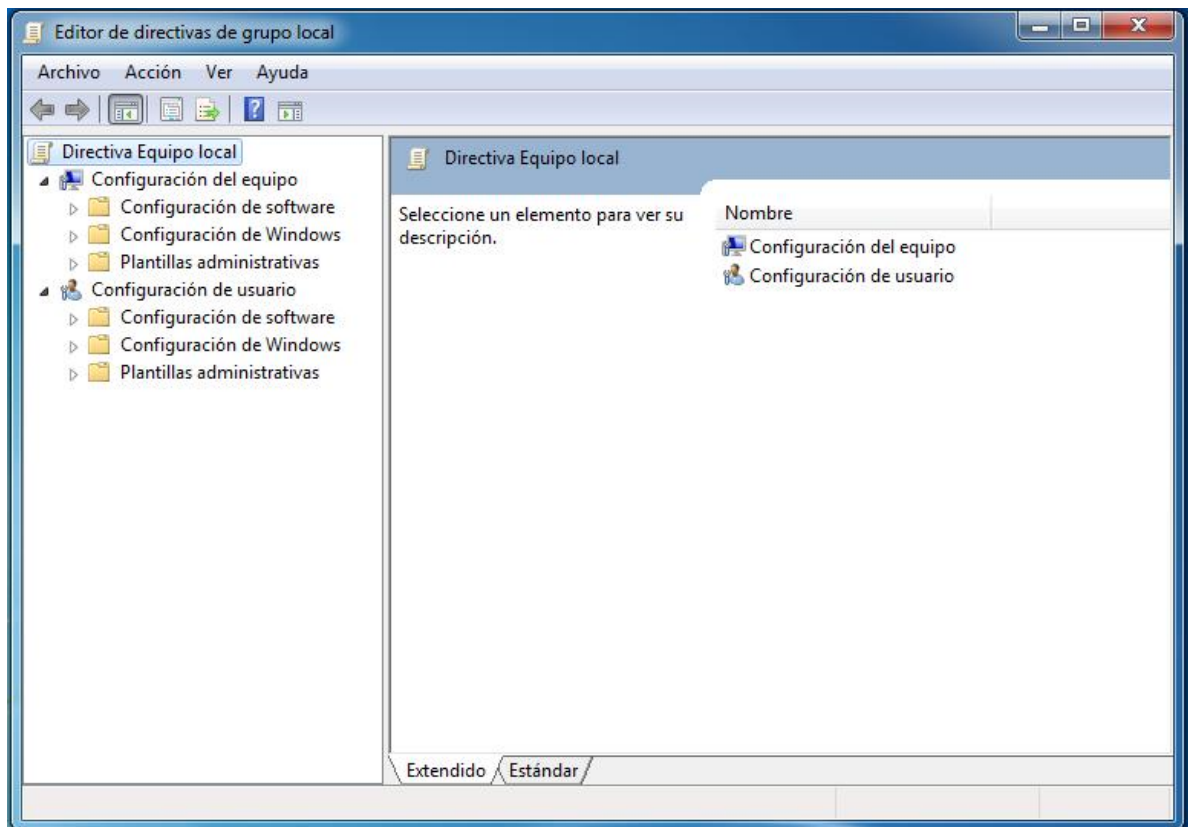 Editor de directivas de grupo local
Archivo Acción Ver Ayuda
Directiva Equipo local
Configuración del equipo
Configuración de software
Configuración de Windows
Plantillas administrativas
Configuración de usuario
Configuración de software
Configuración de Windows
Plantillas administrativas
Directiva Equipo local
Seleccione un elemento para ver su
descripción.
Nombre
Configuración del equipo
Configuración de usuario
Extendido Estándar